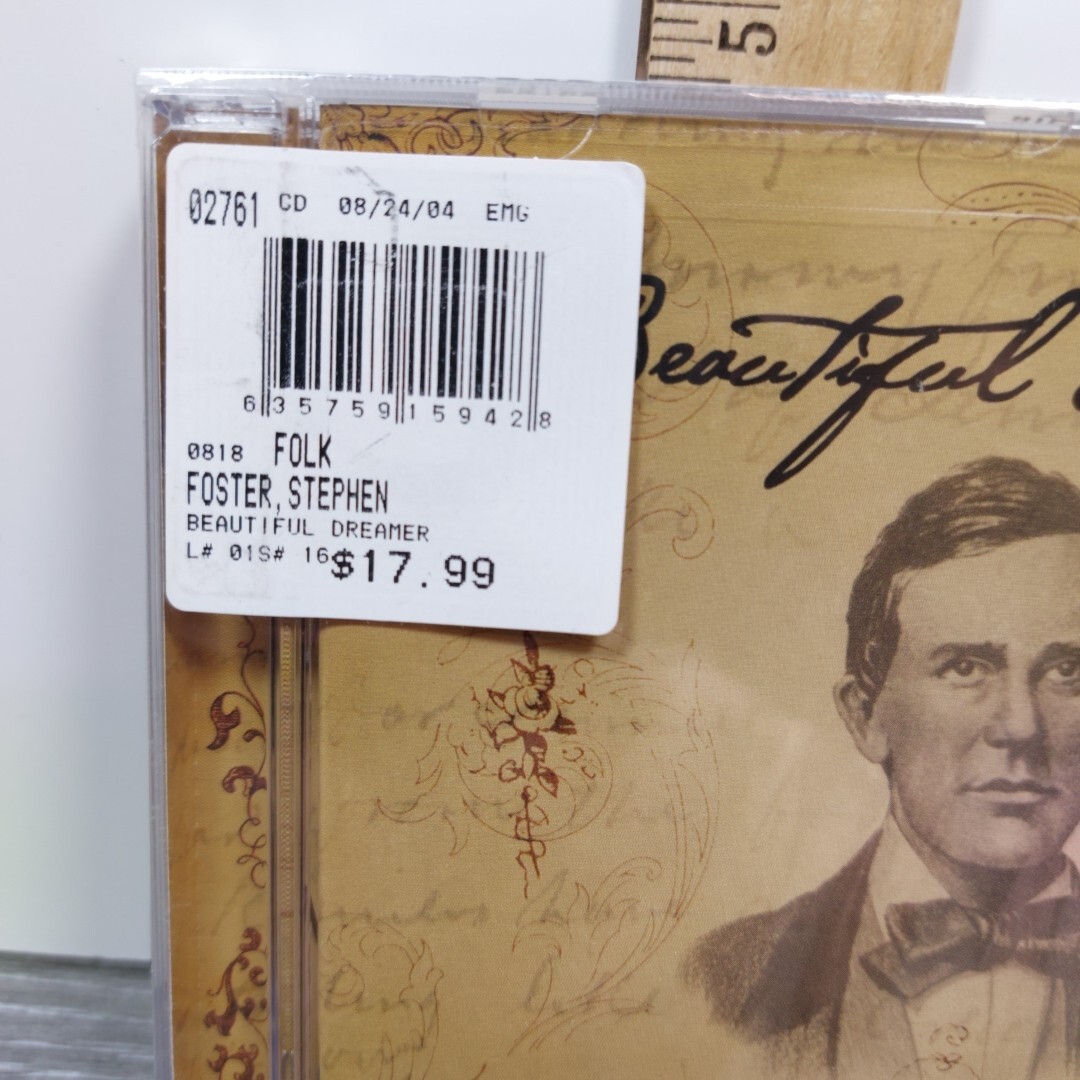 5
02761 CD 08/24/04 EMG
6 35759 15942 8
0818 FOLK
FOSTER, STEPHEN
BEAUTIFUL DREAMER
L# 01S# 16 $17.99
Beautiful